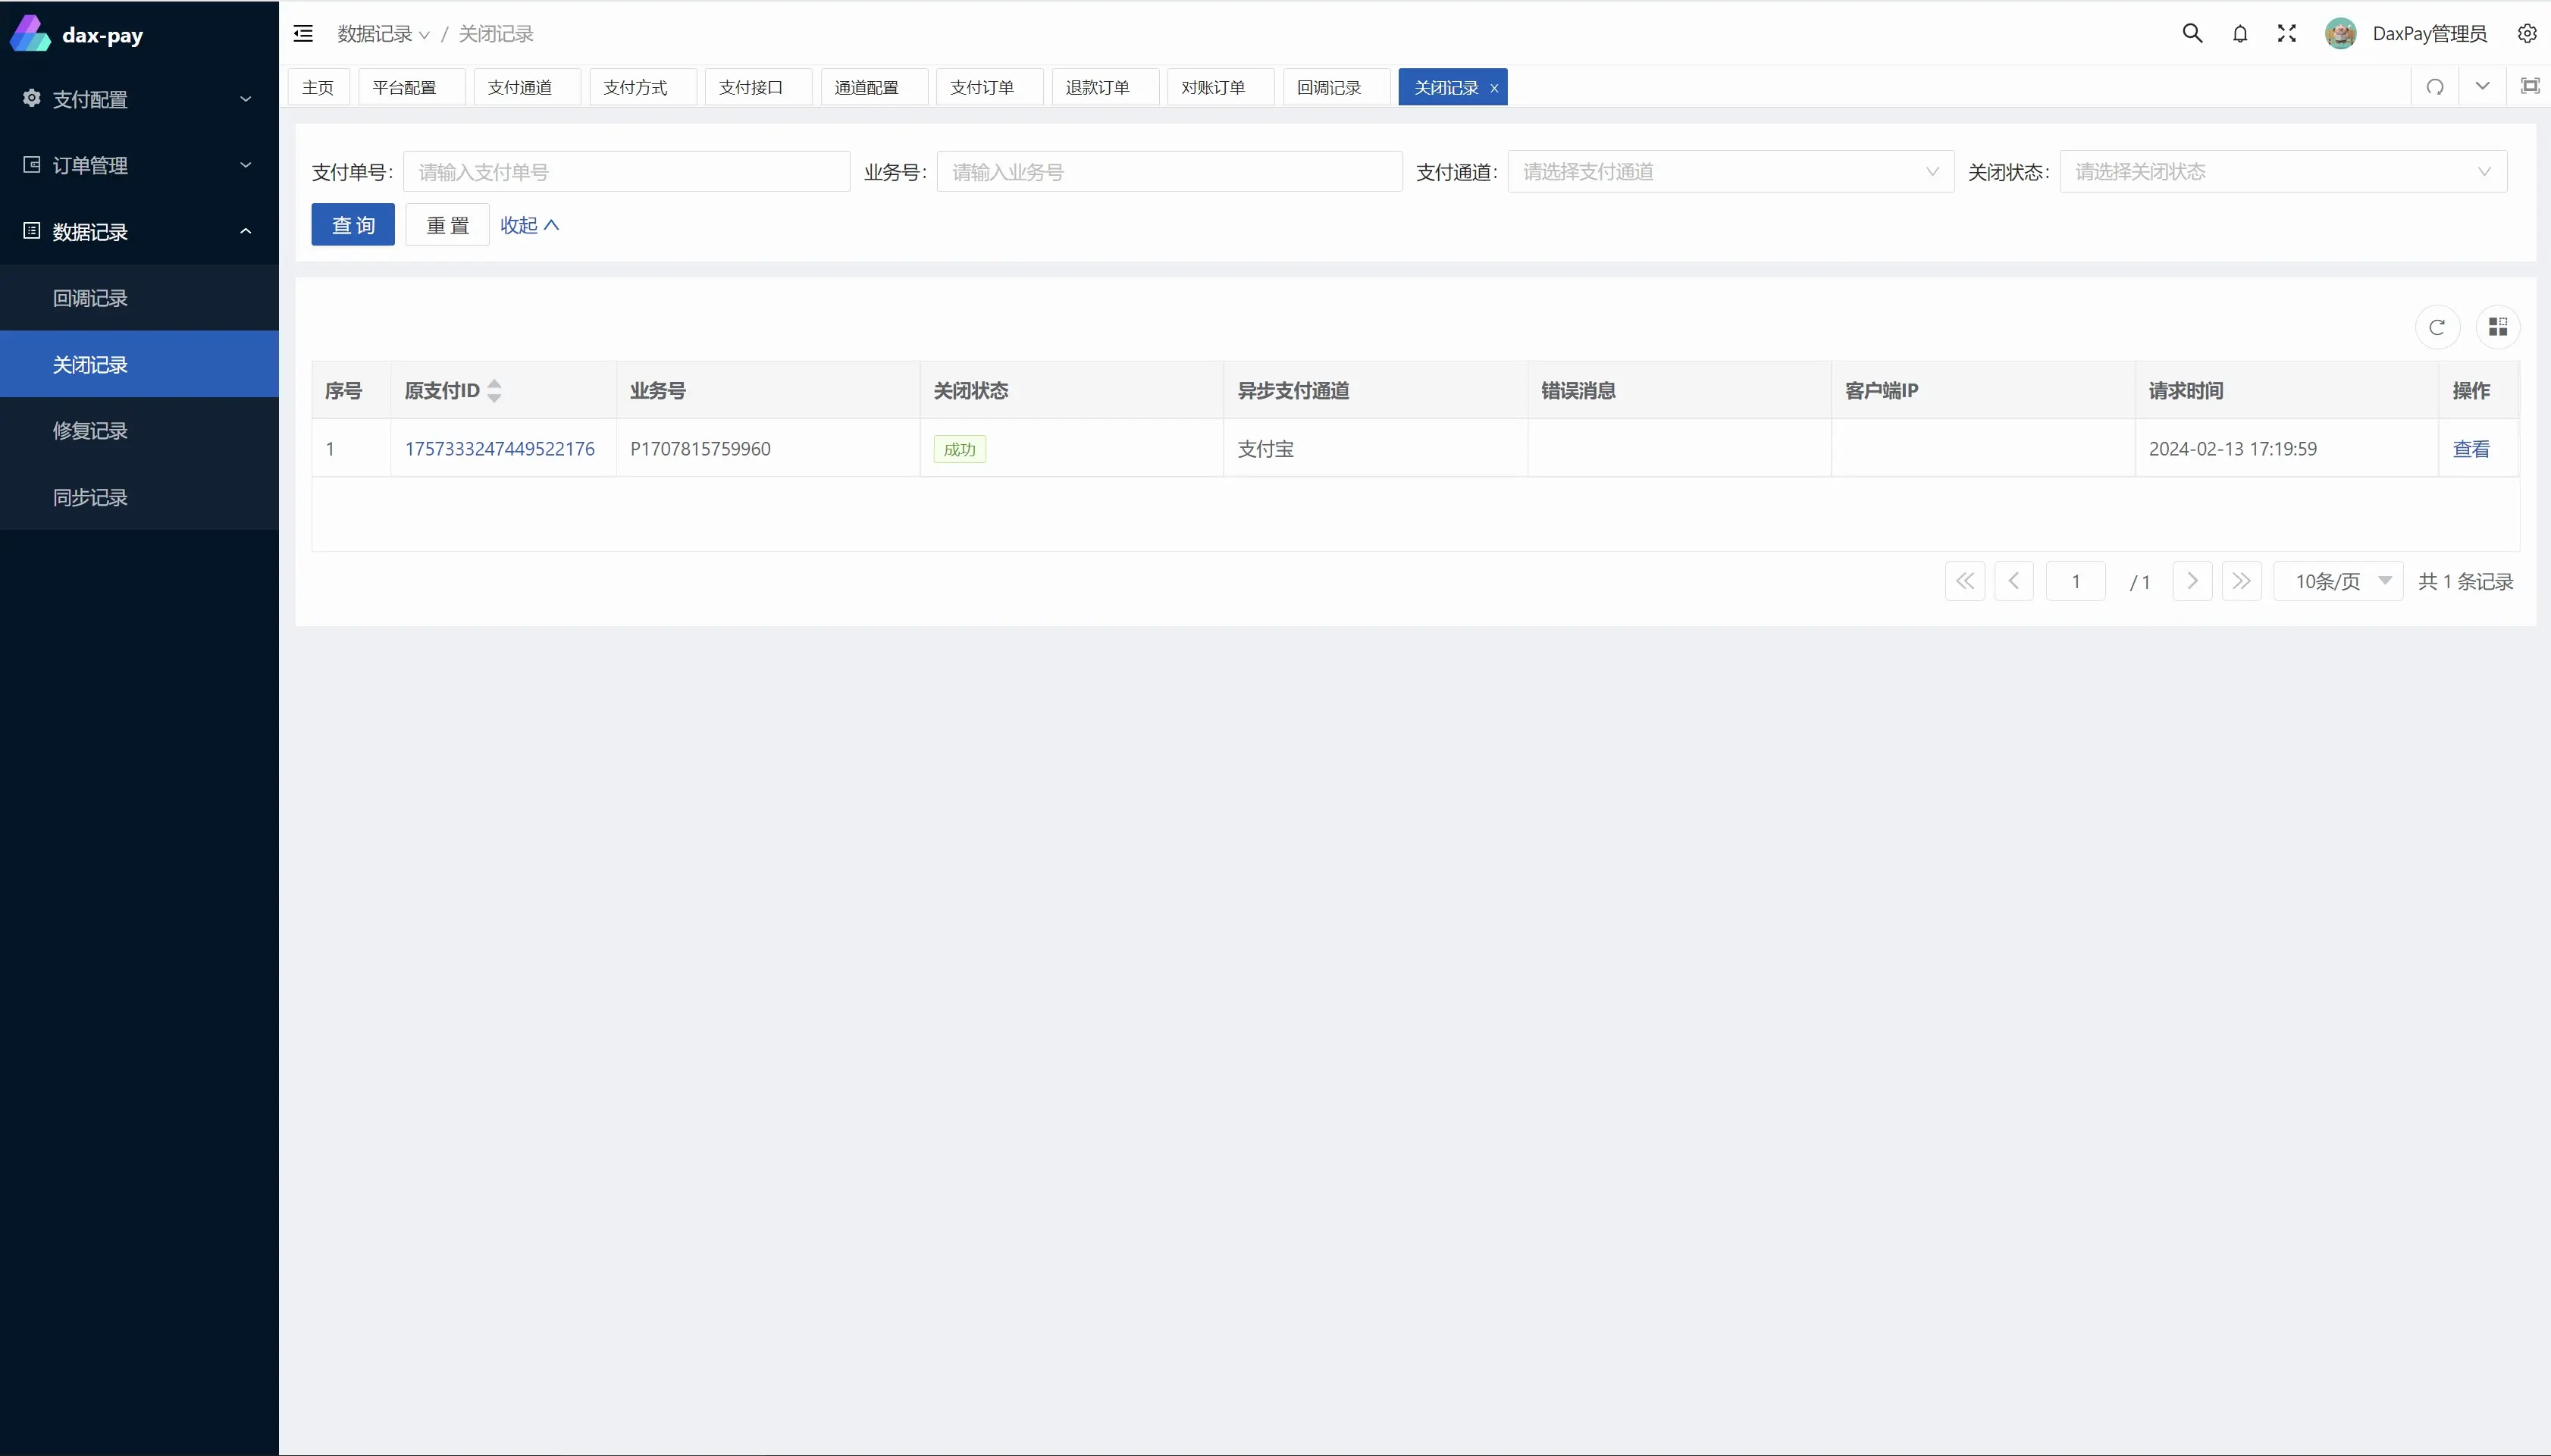 dax-pay
支付配置
订单管理
数据记录
回调记录
关闭记录
修复记录
同步记录
数据记录 / 关闭记录
DaxPay管理员
主页 平台配置 支付通道 支付方式 支付接口 通道配置 支付订单 退款订单 对账订单 回调记录 关闭记录 x
支付单号: 请输入支付单号 业务号: 请输入业务号 支付通道: 请选择支付通道 关闭状态: 请选择关闭状态
查询 重置 收起
序号 原支付ID 业务号 关闭状态 异步支付通道 错误消息 客户端IP 请求时间 操作
1 1757333247449522176 P1707815759960 成功 支付宝 2024-02-13 17:19:59 查看
1 / 1 10条/页 共 1 条记录